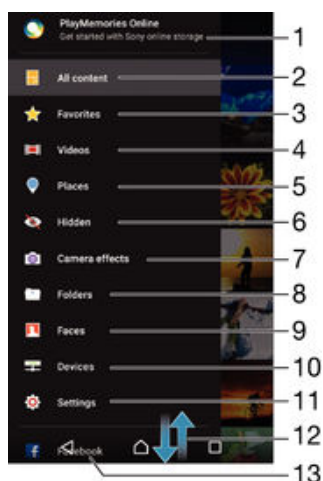 PlayMemories Online
Get started with Sony online storage
1
All content
2
Favorites
3
Videos
4
Places
5
Hidden
6
Camera effects
7
Folders
8
Faces
9
Devices
10
Settings
11
12
Facebook
13